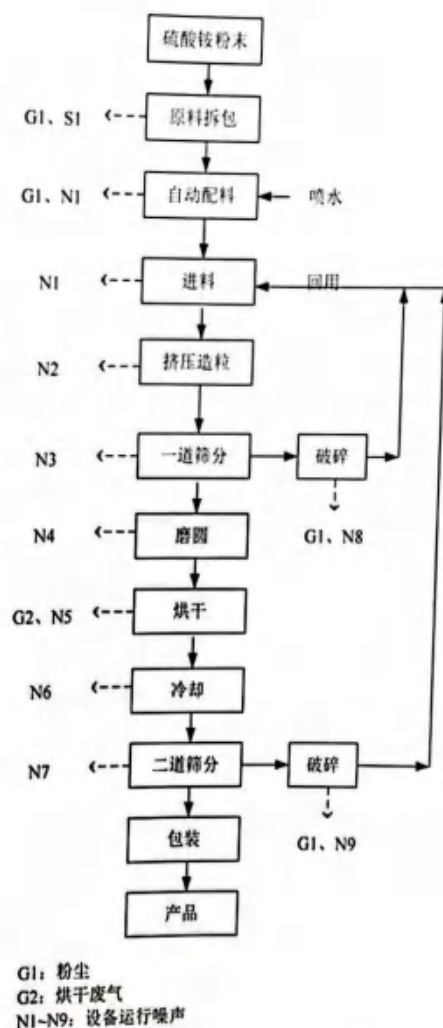 硫酸铵粉末
G1、S1
原料拆包
G1、N1
自动配料
喷水
N1
进料
回用
N2
挤压造粒
N3
一道筛分
破碎
G1、N8
N4
磨圆
G2、N5
烘干
N6
冷却
N7
二道筛分
破碎
G1、N9
包装
产品
G1：粉尘
G2：烘干废气
N1~N9：设备运行噪声